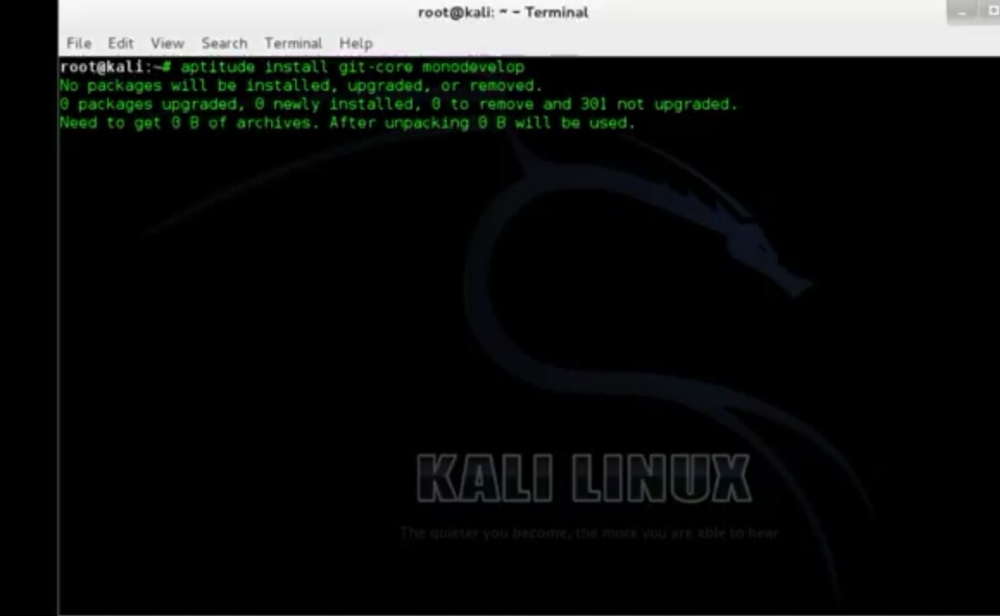 root@kali: ~ - Terminal
File Edit View Search Terminal Help
root@kali:~# aptitude install git-core monodevelop
No packages will be installed, upgraded, or removed.
0 packages upgraded, 0 newly installed, 0 to remove and 301 not upgraded.
Need to get 0 B of archives. After unpacking 0 B will be used.
KALI LINUX
The quieter you become, the more you are able to hear